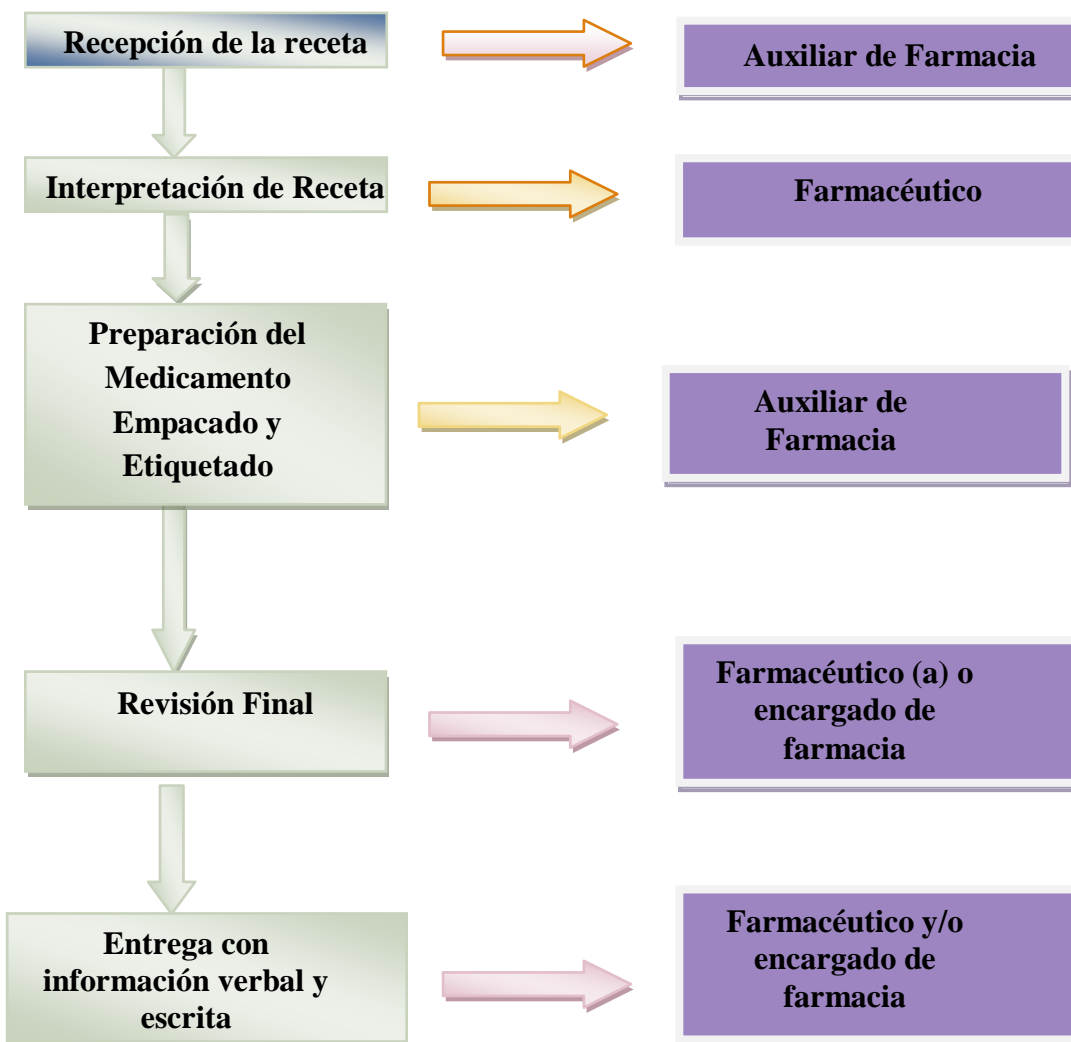 Recepción de la receta
Auxiliar de Farmacia
Interpretación de Receta
Farmacéutico
Preparación del
Medicamento
Empacado y
Etiquetado
Auxiliar de
Farmacia
Revisión Final
Farmacéutico (a) o
encargado de
farmacia
Entrega con
información verbal y
escrita
Farmacéutico y/o
encargado de
farmacia